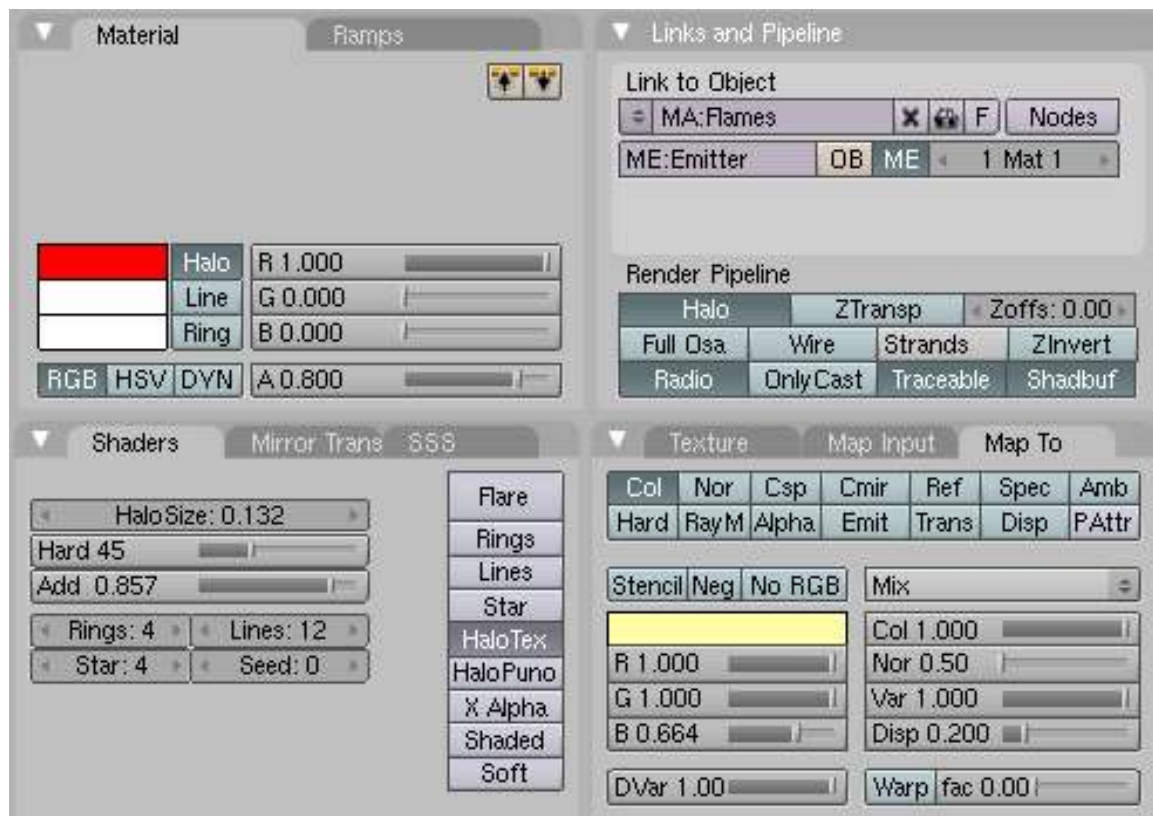 Material Ramps
Halo R 1.000
Line G 0.000
Ring B 0.000
RGB HSV DYN A 0.800
Links and Pipeline
Link to Object
MA:Flames F Nodes
ME:Emitter OB ME 1 Mat 1
Render Pipeline
Halo ZTransp Zoffs: 0.00
Full Osa Wire Strands ZInvert
Radio OnlyCast Traceable Shadbuf
Shaders Mirror Trans SSS
HaloSize: 0.132
Hard 45
Add 0.857
Rings: 4 Lines: 12
Star: 4 Seed: 0
Flare
Rings
Lines
Star
HaloTex
HaloPuno
X Alpha
Shaded
Soft
Texture Map Input Map To
Col Nor Csp Cmir Ref Spec Amb
Hard RayM Alpha Emit Trans Disp PAttr
Stencil Neg No RGB Mix
Col 1.000
R 1.000 Nor 0.50
G 1.000 Var 1.000
B 0.664 Disp 0.200
DVar 1.00 Warp fac 0.00